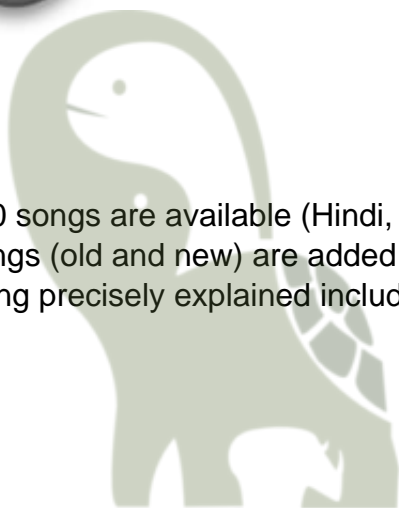 0 songs are available (Hindi,
ngs (old and new) are added
ng precisely explained includ